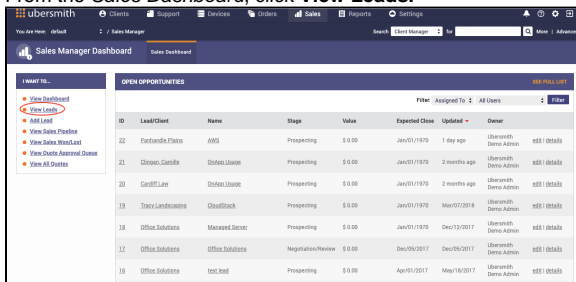 From the Sales Dashboard, click View Leads.
ubersmith Clients Support Devices Orders Sales Reports Settings
You Are Here: default / Sales Manager Search Client Manager for More | Advance
Sales Manager Dashboard Sales Dashboard
I WANT TO...
View Dashboard
View Leads
Add Lead
View Sales Pipeline
View Sales Won/Lost
View Quote Approval Queue
View All Quotes
OPEN OPPORTUNITIES SEE FULL LIST
Filter: Assigned To All Users Filter
ID Lead/Client Name Stage Value Expected Close Updated Owner
22 Panhandle Plains AWS Prospecting $ 0.00 Jan/01/1970 1 day ago Ubersmith Demo Admin edit | details
21 Clingan, Camille OnApp Usage Prospecting $ 0.00 Jan/01/1970 2 months ago Ubersmith Demo Admin edit | details
20 Cardiff Law OnApp Usage Prospecting $ 0.00 Jan/01/1970 2 months ago Ubersmith Demo Admin edit | details
19 Tracy Landscaping CloudStack Prospecting $ 0.00 Jan/01/1970 Mar/07/2018 Ubersmith Demo Admin edit | details
18 Office Solutions Managed Server Prospecting $ 0.00 Jan/01/1970 Dec/12/2017 Ubersmith Demo Admin edit | details
17 Office Solutions Office Solutions Negotiation/Review $ 0.00 Dec/05/2017 Dec/05/2017 Ubersmith Demo Admin edit | details
16 Office Solutions test lead Prospecting $ 0.00 Apr/01/2017 May/18/2017 Ubersmith Demo Admin edit | details